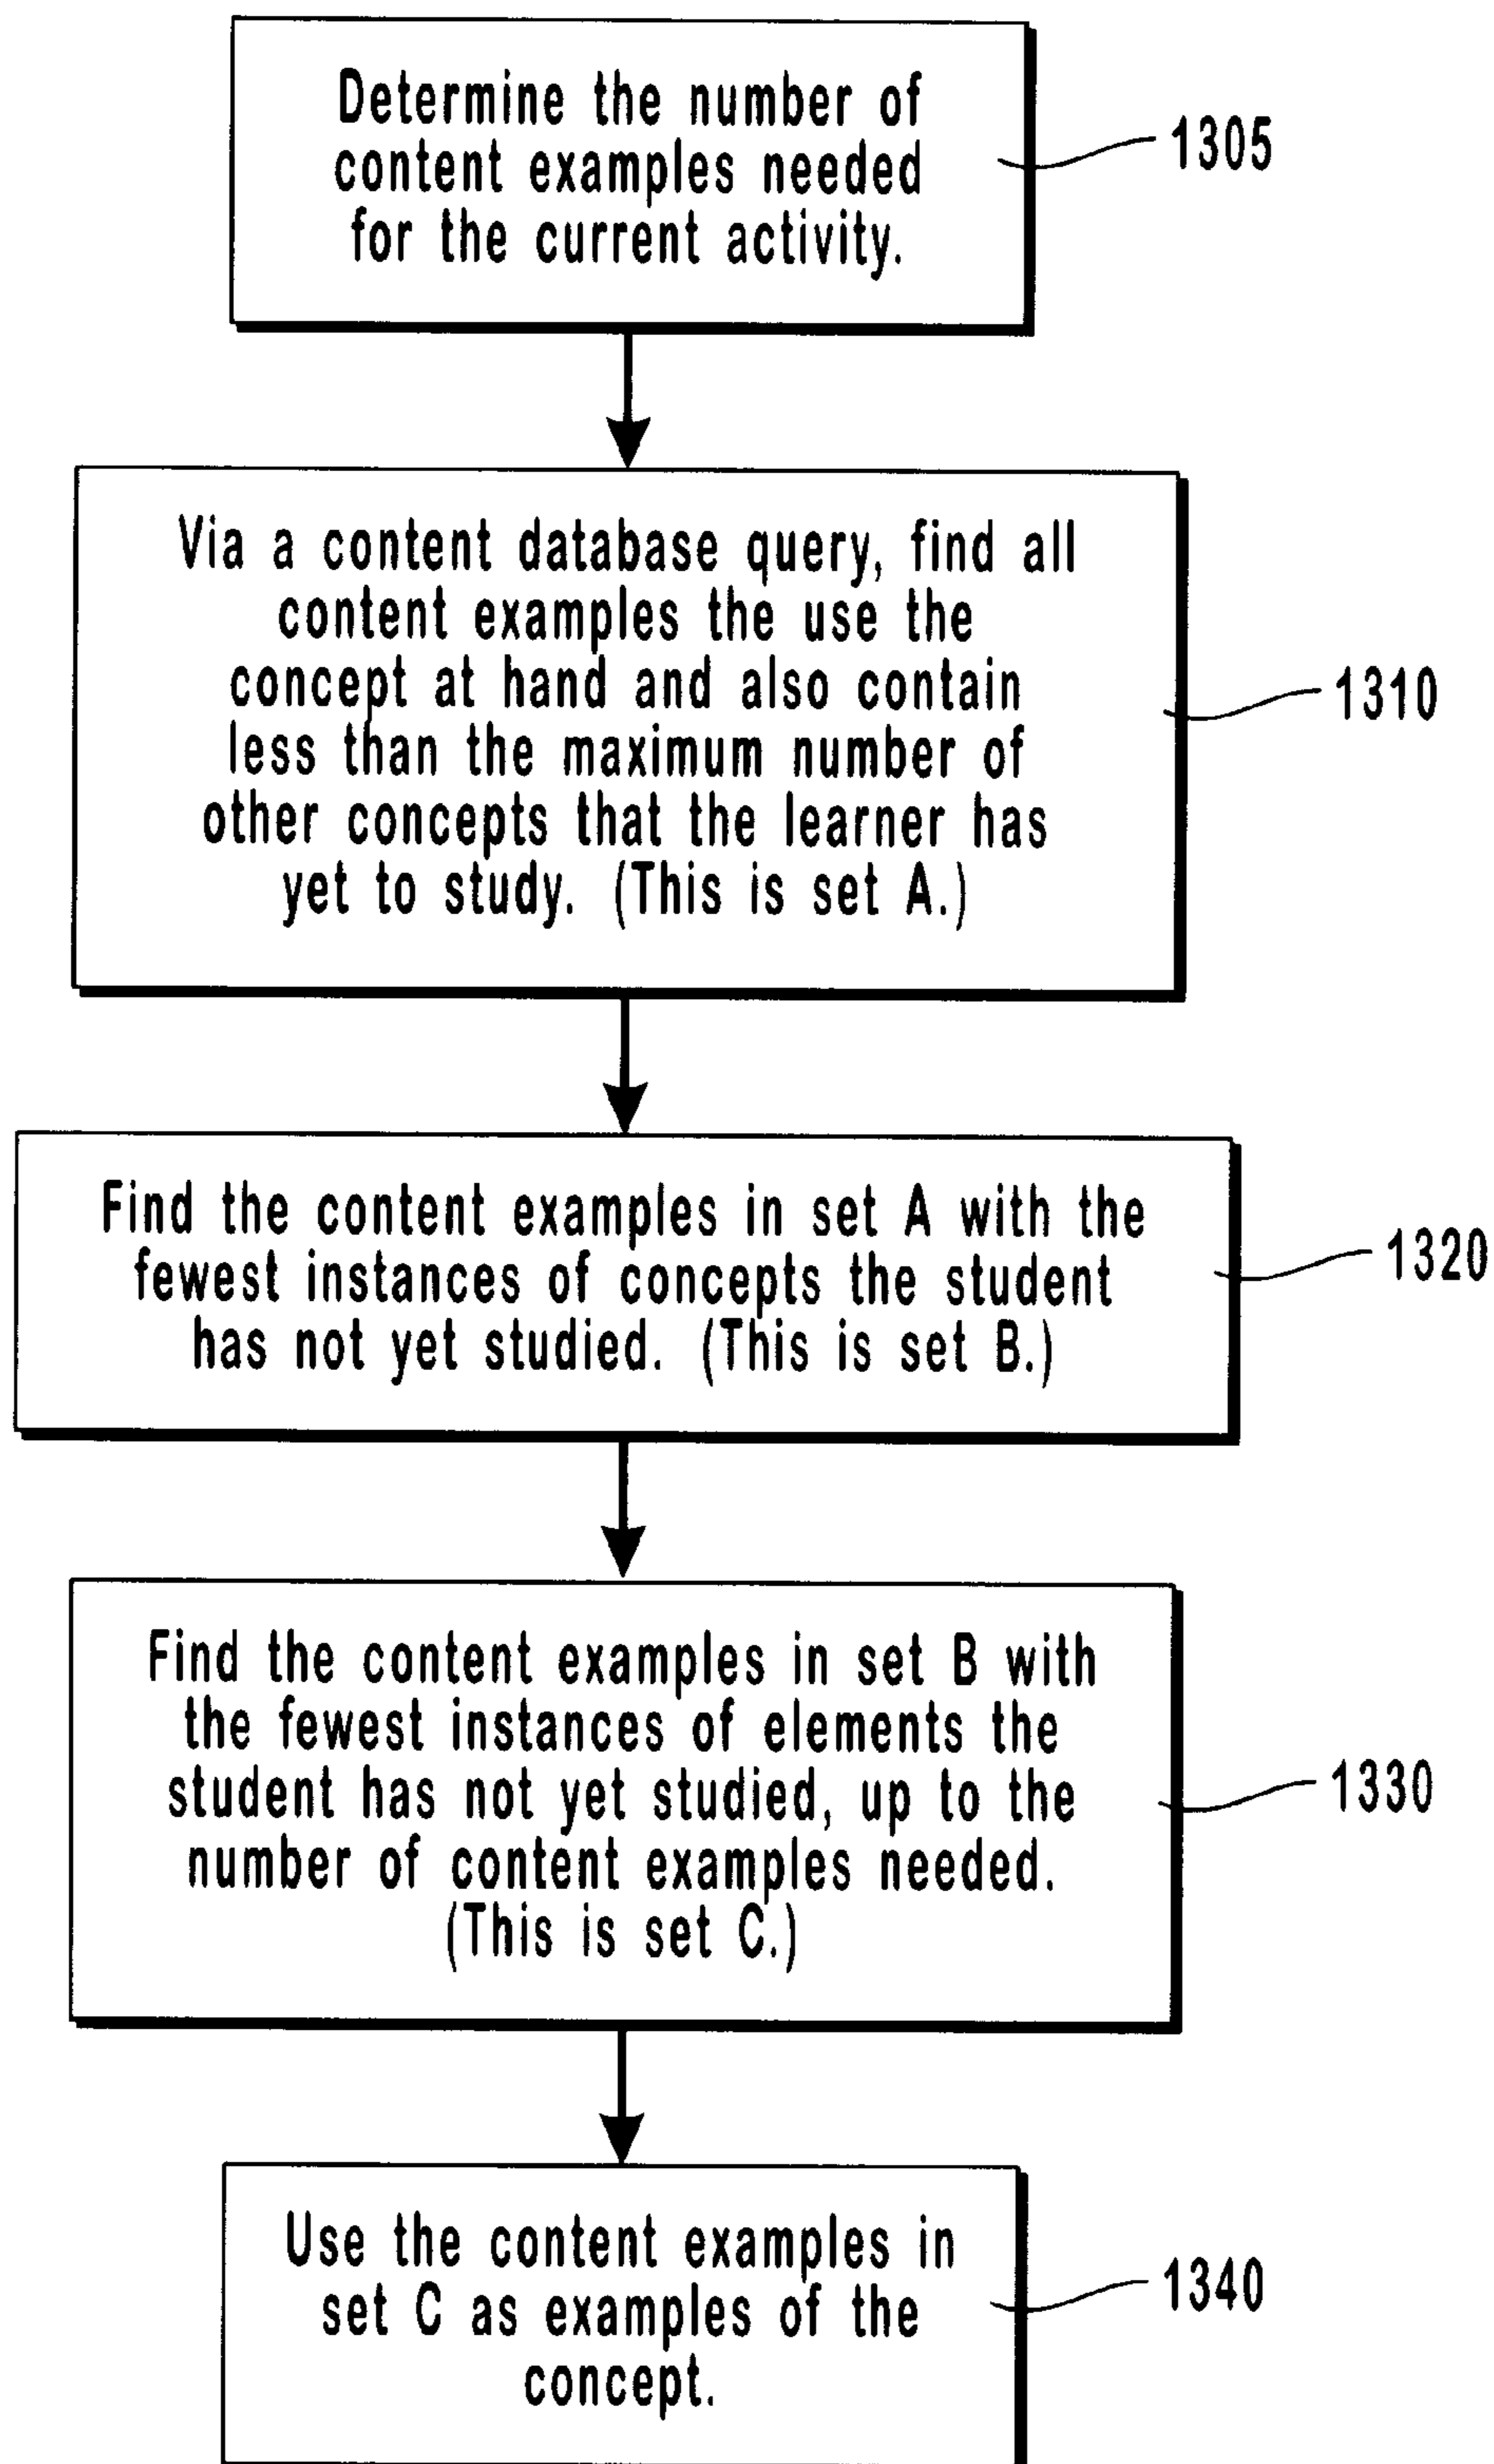 Determine the number of
content examples needed
for the current activity.
1305
Via a content database query, find all
content examples the use the
concept at hand and also contain
less than the maximum number of
other concepts that the learner has
yet to study. (This is set A.)
1310
Find the content examples in set A with the
fewest instances of concepts the student
has not yet studied. (This is set B.)
1320
Find the content examples in set B with
the fewest instances of elements the
student has not yet studied, up to the
number of content examples needed.
(This is set C.)
1330
Use the content examples in
set C as examples of the
concept.
1340